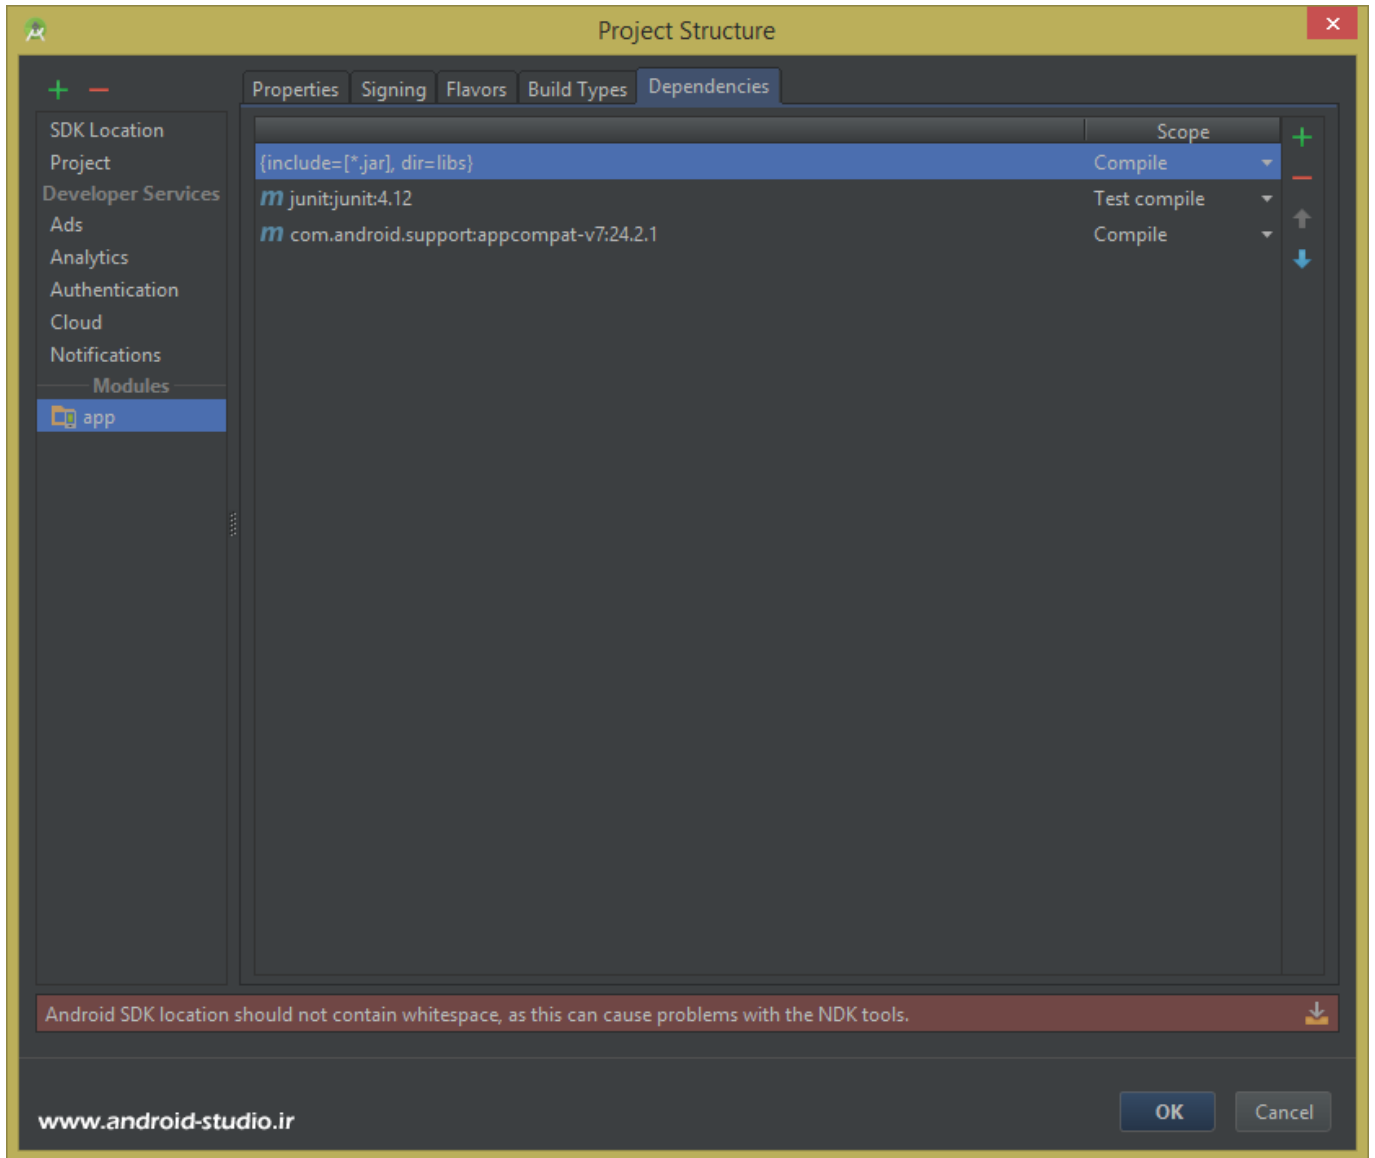 Project Structure
Properties Signing Flavors Build Types Dependencies
SDK Location
Project
Developer Services
Ads
Analytics
Authentication
Cloud
Notifications
Modules
app
Scope
{include=[*.jar], dir=libs} Compile
m junit:junit:4.12 Test compile
m com.android.support:appcompat-v7:24.2.1 Compile
Android SDK location should not contain whitespace, as this can cause problems with the NDK tools.
www.android-studio.ir
OK Cancel